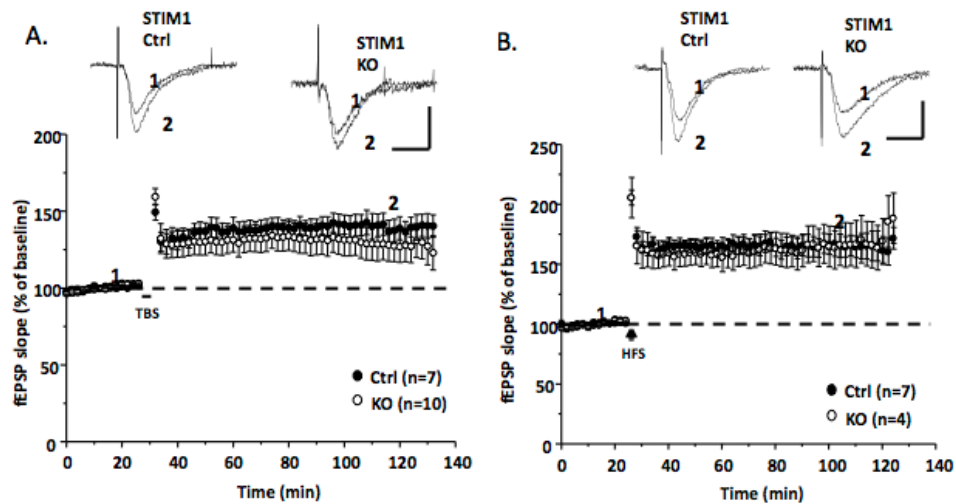 A.
STIM1
Ctrl
STIM1
KO
1
2
1
2
fEPSP slope (% of baseline)
200
150
100
50
0
1
2
TBS
Ctrl (n=7)
KO (n=10)
0 20 40 60 80 100 120 140
Time (min)
B.
STIM1
Ctrl
STIM1
KO
1
2
1
2
fEPSP slope (% of baseline)
250
200
150
100
50
0
1
2
HFS
Ctrl (n=7)
KO (n=4)
0 20 40 60 80 100 120 140
Time (min)